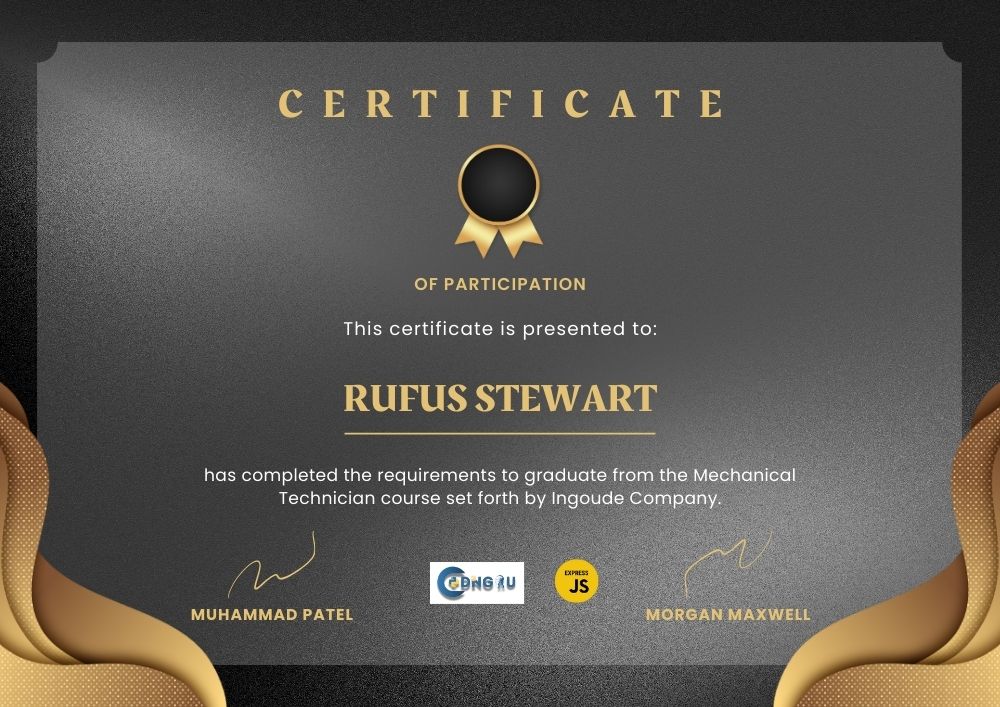 CERTIFICATE
OF PARTICIPATION
This certificate is presented to:
RUFUS STEWART
has completed the requirements to graduate from the Mechanical
Technician course set forth by Ingoude Company.
EXPRESS
JS
MUHAMMAD PATEL
MORGAN MAXWELL